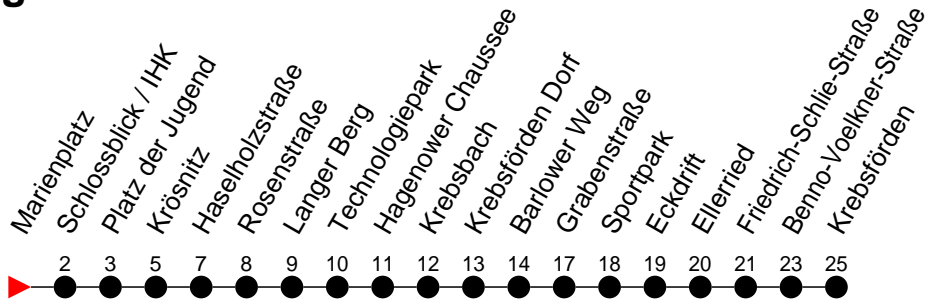 Marienplatz
Schlossblick / IHK
Platz der Jugend
Krösnitz
Haselholzstraße
Rosenstraße
Langer Berg
Technologiepark
Hagenower Chaussee
Krebsbach
Krebsförden Dorf
Barlower Weg
Grabenstraße
Sportpark
Eckdrift
Ellerried
Friedrich-Schlie-Straße
Benno-Voelkner-Straße
Krebsförden
2 3 5 7 8 9 10 11 12 13 14 17 18 19 20 21 23 25